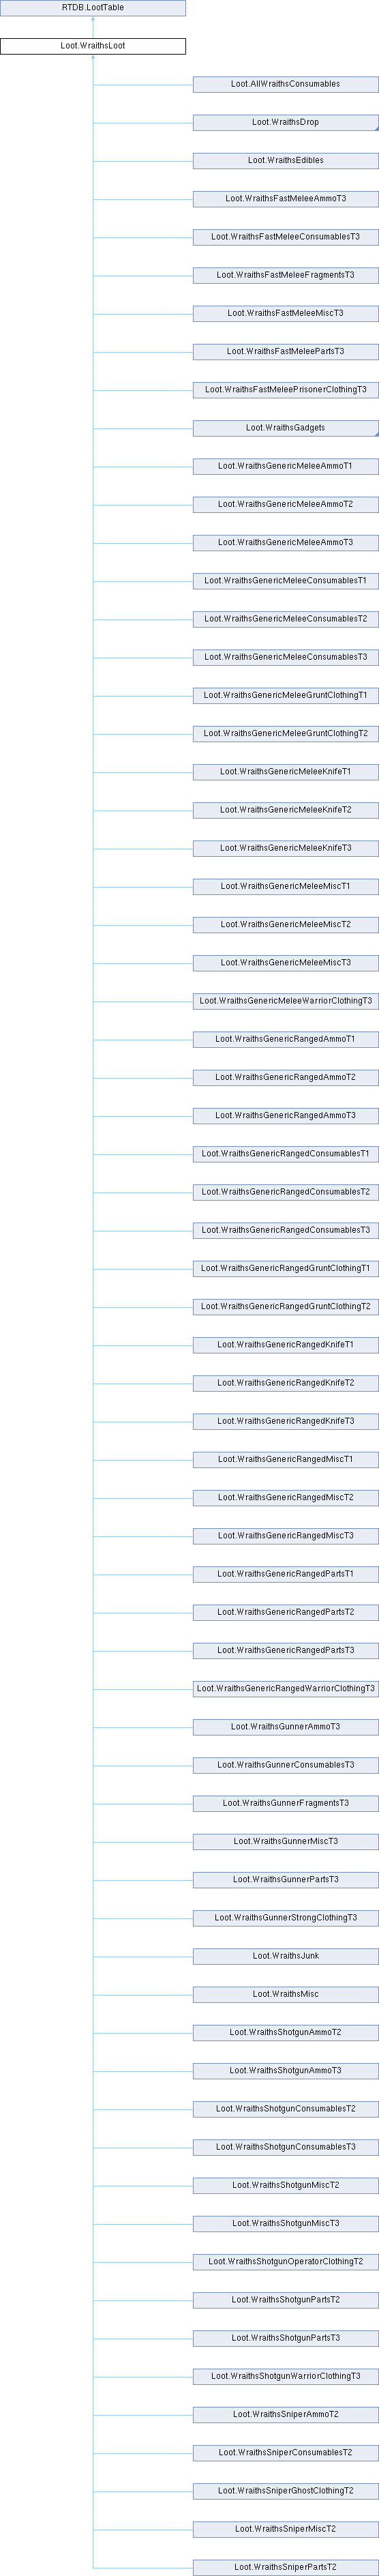 RTDB.LootTable
Loot.WraithsLoot
Loot.AllWraithsConsumables
Loot.WraithsDrop
Loot.WraithsEdibles
Loot.WraithsFastMeleeAmmoT3
Loot.WraithsFastMeleeConsumablesT3
Loot.WraithsFastMeleeFragmentsT3
Loot.WraithsFastMeleeMiscT3
Loot.WraithsFastMeleePartsT3
Loot.WraithsFastMeleePrisonerClothingT3
Loot.WraithsGadgets
Loot.WraithsGenericMeleeAmmoT1
Loot.WraithsGenericMeleeAmmoT2
Loot.WraithsGenericMeleeAmmoT3
Loot.WraithsGenericMeleeConsumablesT1
Loot.WraithsGenericMeleeConsumablesT2
Loot.WraithsGenericMeleeConsumablesT3
Loot.WraithsGenericMeleeGruntClothingT1
Loot.WraithsGenericMeleeGruntClothingT2
Loot.WraithsGenericMeleeKnifeT1
Loot.WraithsGenericMeleeKnifeT2
Loot.WraithsGenericMeleeKnifeT3
Loot.WraithsGenericMeleeMiscT1
Loot.WraithsGenericMeleeMiscT2
Loot.WraithsGenericMeleeMiscT3
Loot.WraithsGenericMeleeWarriorClothingT3
Loot.WraithsGenericRangedAmmoT1
Loot.WraithsGenericRangedAmmoT2
Loot.WraithsGenericRangedAmmoT3
Loot.WraithsGenericRangedConsumablesT1
Loot.WraithsGenericRangedConsumablesT2
Loot.WraithsGenericRangedConsumablesT3
Loot.WraithsGenericRangedGruntClothingT1
Loot.WraithsGenericRangedGruntClothingT2
Loot.WraithsGenericRangedKnifeT1
Loot.WraithsGenericRangedKnifeT2
Loot.WraithsGenericRangedKnifeT3
Loot.WraithsGenericRangedMiscT1
Loot.WraithsGenericRangedMiscT2
Loot.WraithsGenericRangedMiscT3
Loot.WraithsGenericRangedPartsT1
Loot.WraithsGenericRangedPartsT2
Loot.WraithsGenericRangedPartsT3
Loot.WraithsGenericRangedWarriorClothingT3
Loot.WraithsGunnerAmmoT3
Loot.WraithsGunnerConsumablesT3
Loot.WraithsGunnerFragmentsT3
Loot.WraithsGunnerMiscT3
Loot.WraithsGunnerPartsT3
Loot.WraithsGunnerStrongClothingT3
Loot.WraithsJunk
Loot.WraithsMisc
Loot.WraithsShotgunAmmoT2
Loot.WraithsShotgunAmmoT3
Loot.WraithsShotgunConsumablesT2
Loot.WraithsShotgunConsumablesT3
Loot.WraithsShotgunMiscT2
Loot.WraithsShotgunMiscT3
Loot.WraithsShotgunOperatorClothingT2
Loot.WraithsShotgunPartsT2
Loot.WraithsShotgunPartsT3
Loot.WraithsShotgunWarriorClothingT3
Loot.WraithsSniperAmmoT2
Loot.WraithsSniperConsumablesT2
Loot.WraithsSniperGhostClothingT2
Loot.WraithsSniperMiscT2
Loot.WraithsSniperPartsT2